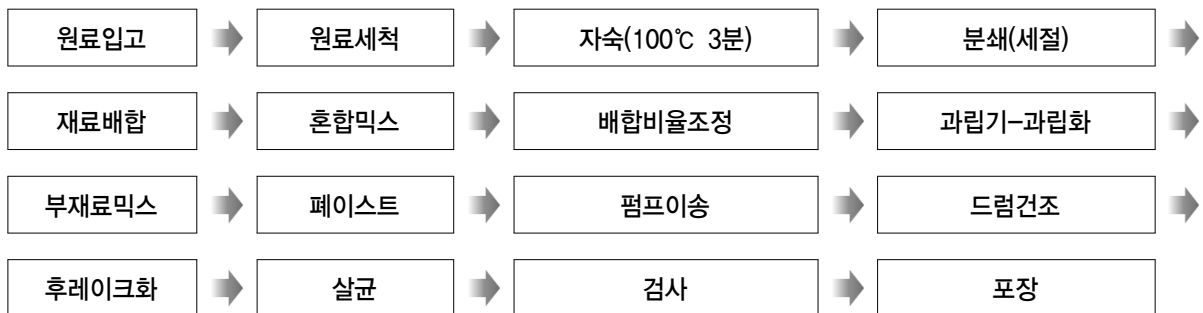 원료입고 원료세척 자숙(100℃ 3분) 분쇄(세절)
재료배합 혼합믹스 배합비율조정 과립기-과립화
부재료믹스 폐이스트 펌프이송 드럼건조
후레이크화 살균 검사 포장